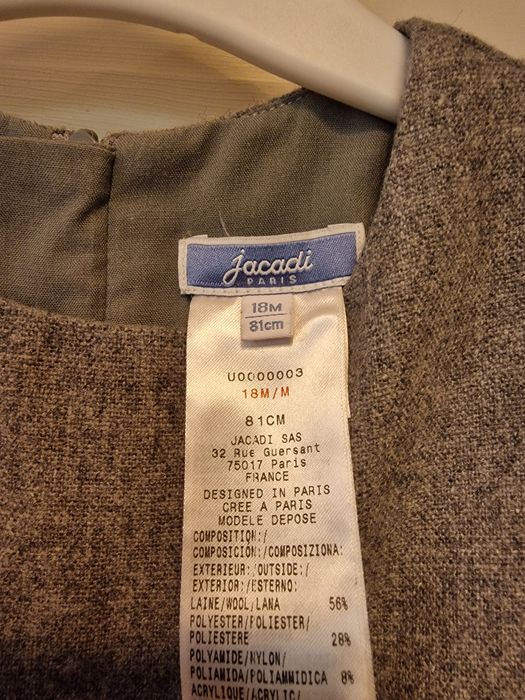 jacadi
PARIS
18M
81cm
U0000003
18M/M
81CM
JACADI SAS
32 Rue Guersant
75017 Paris
FRANCE
DESIGNED IN PARIS
CREE A PARIS
MODELE DEPOSE
COMPOSITION:/
COMPOSICIÓN:/COMPOSIZIONA:
EXTERIEUR:/OUTSIDE:/
EXTERIOR:/ESTERNO:
LAINE/WOOL/LANA 56%
POLYESTER/POLIESTER/
POLIESTERE 28%
POLYAMIDE/NYLON/
POLIAMIDA/POLIAMMIDICA 8%
ACRYLIQUE/ACRYLIC/